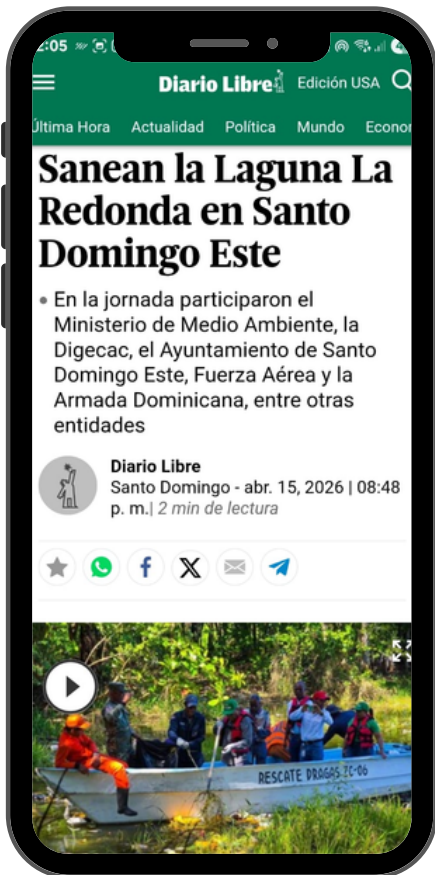 2:05
Diario Libre Edición USA
Última Hora Actualidad Política Mundo Econo
Sanean la Laguna La
Redonda en Santo
Domingo Este
• En la jornada participaron el
Ministerio de Medio Ambiente, la
Digecac, el Ayuntamiento de Santo
Domingo Este, Fuerza Aérea y la
Armada Dominicana, entre otras
entidades
Diario Libre
Santo Domingo - abr. 15, 2026 | 08:48
p. m.| 2 min de lectura
RESCATE DRAGAS ZC-06